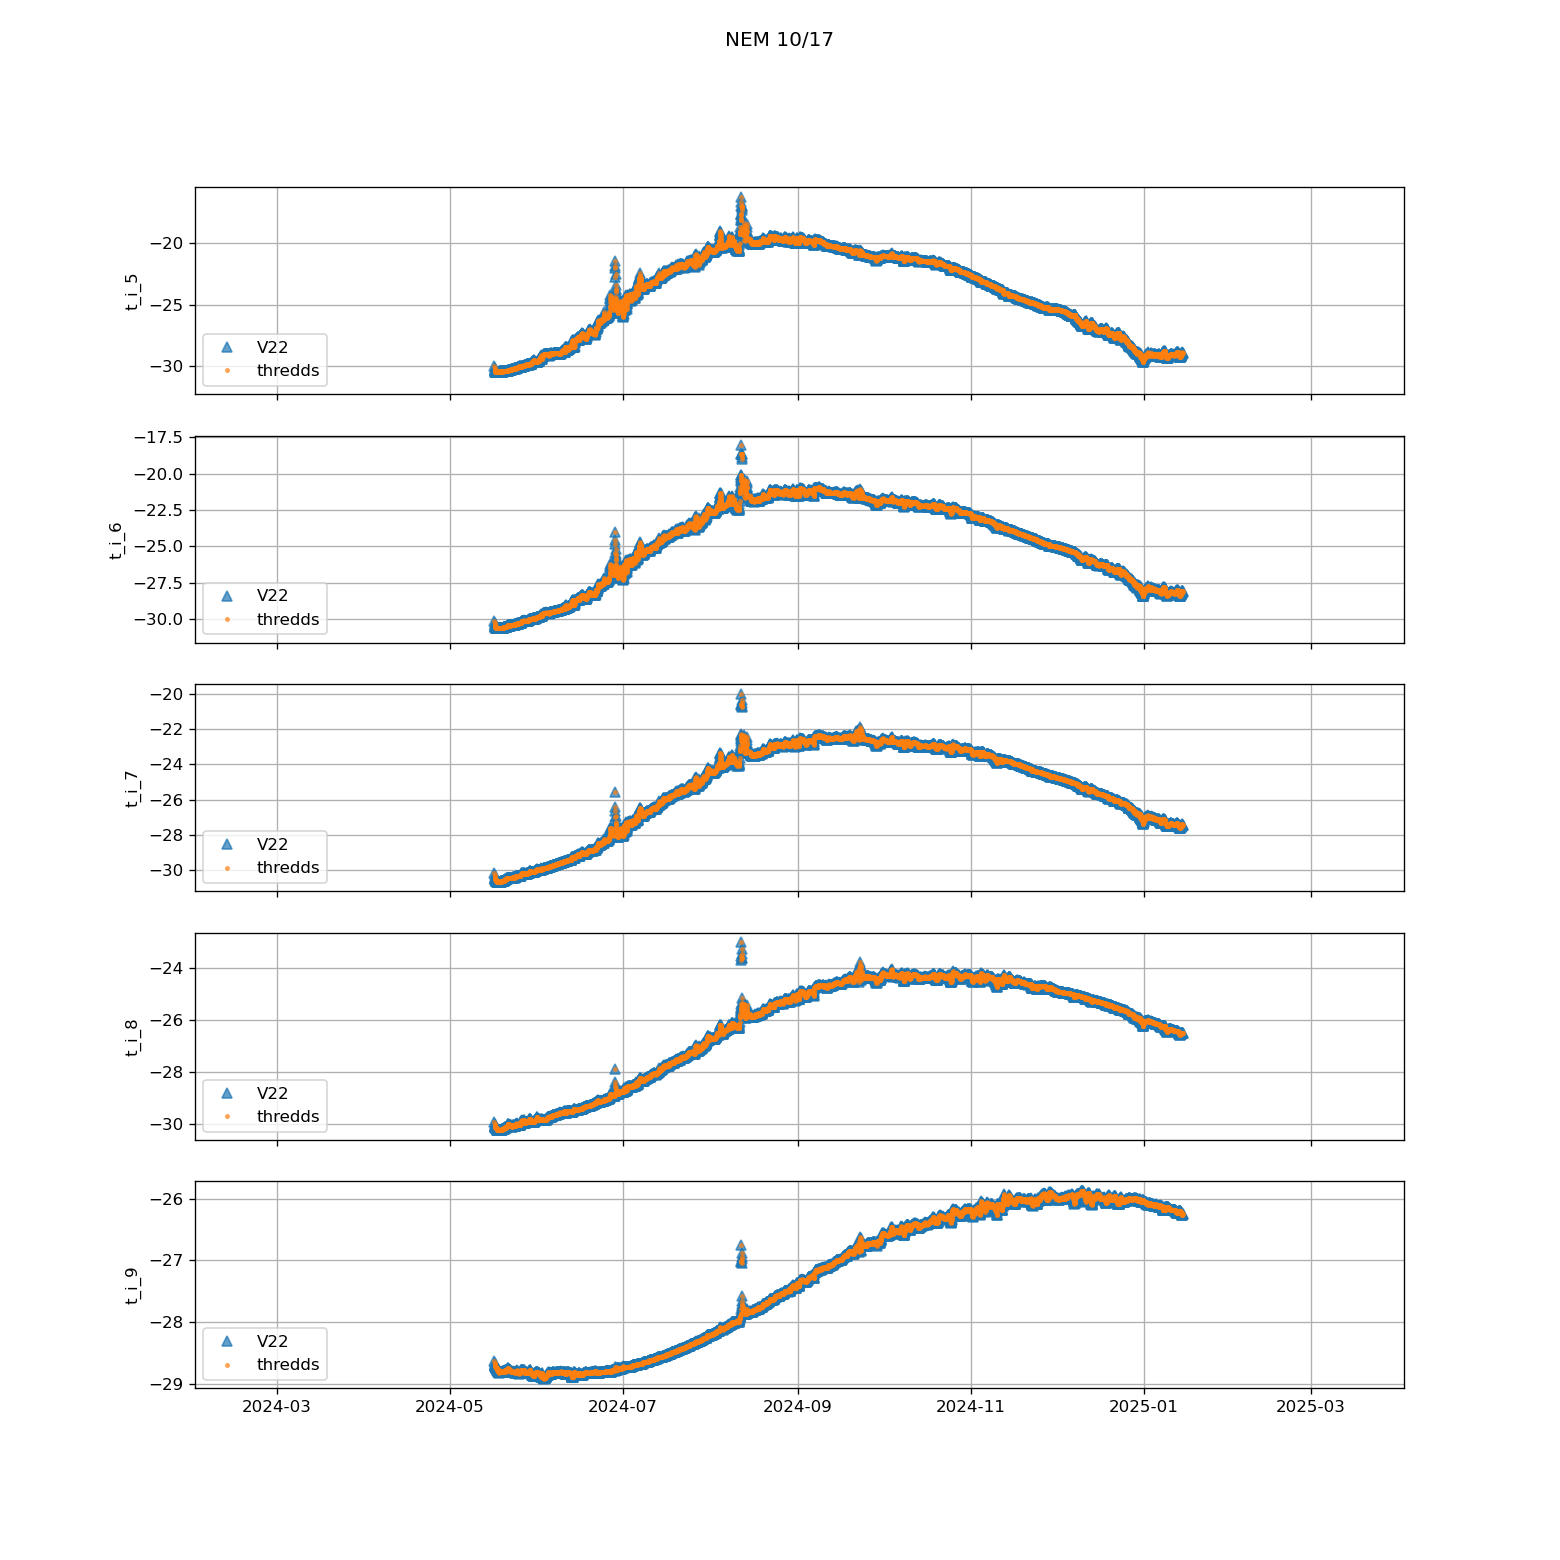 NEM 10/17
−20
−25
−30
t_i_5
V22
thredds
−17.5
−20.0
−22.5
−25.0
−27.5
−30.0
t_i_6
V22
thredds
−20
−22
−24
−26
−28
−30
t_i_7
V22
thredds
−24
−26
−28
−30
t_i_8
V22
thredds
−26
−27
−28
−29
t_i_9
V22
thredds
2024-03 2024-05 2024-07 2024-09 2024-11 2025-01 2025-03